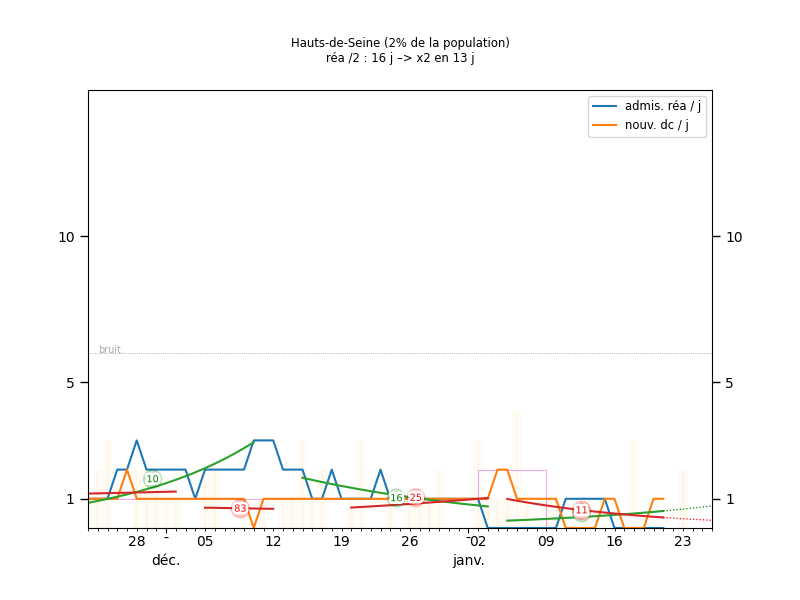 Hauts-de-Seine (2% de la population)
réa /2 : 16 j –> x2 en 13 j
admis. réa / j
nouv. dc / j
10 10
bruit
5 5
10
16 25
1 1
83
11
28 05 12 19 26 02 09 16 23
déc. janv.